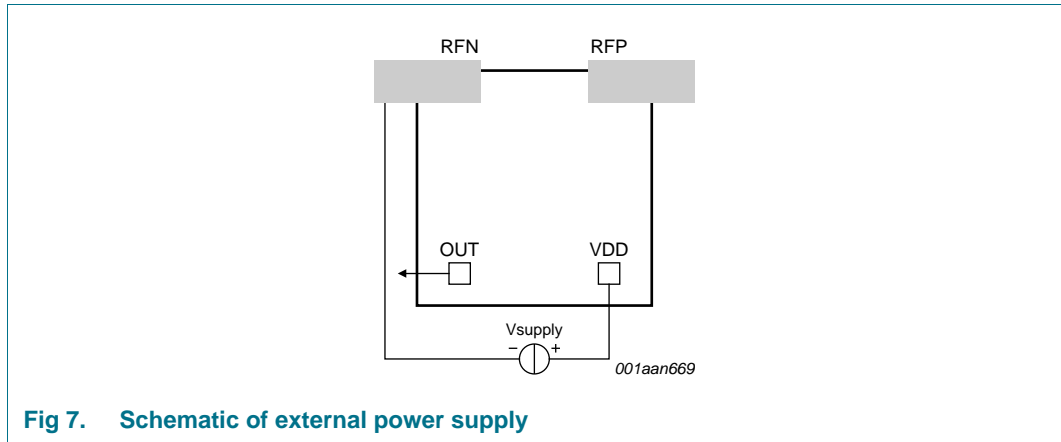 RFN RFP
OUT VDD
Vsupply
− +
001aan669
Fig 7. Schematic of external power supply